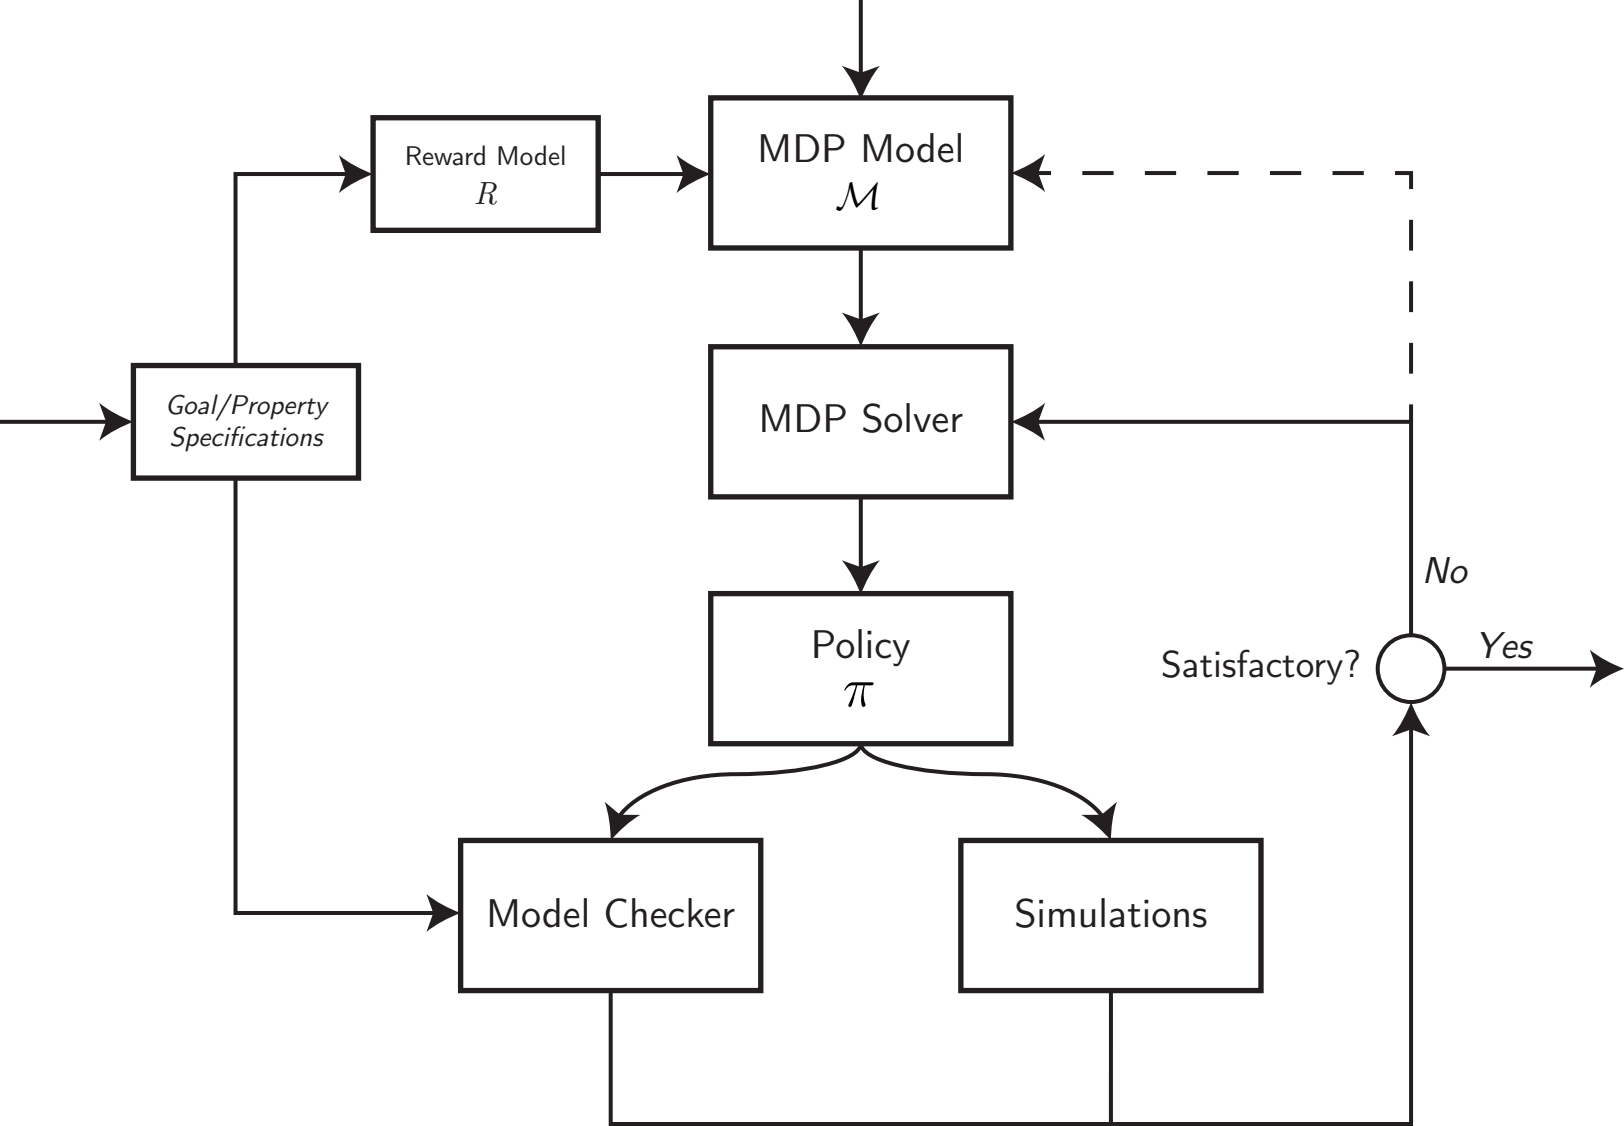 MDP Model
ℳ
Reward Model
R
MDP Solver
Goal/Property
Specifications
No
Policy
π
Satisfactory?
Yes
Model Checker
Simulations